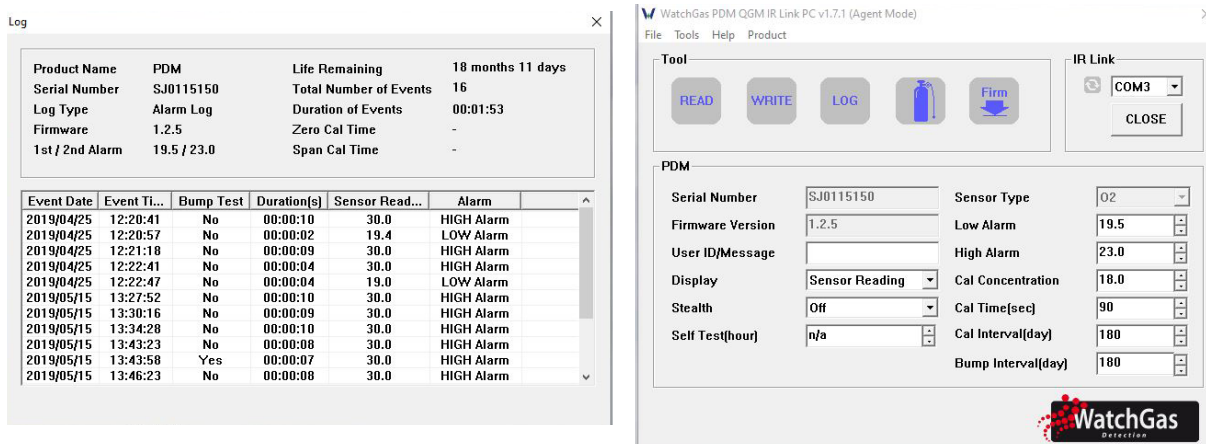 Log
Product Name PDM Life Remaining 18 months 11 days
Serial Number SJ0115150 Total Number of Events 16
Log Type Alarm Log Duration of Events 00:01:53
Firmware 1.2.5 Zero Cal Time -
1st / 2nd Alarm 19.5 / 23.0 Span Cal Time -
Event Date Event Ti... Bump Test Duration(s) Sensor Read... Alarm
2019/04/25 12:20:41 No 00:00:10 30.0 HIGH Alarm
2019/04/25 12:20:57 No 00:00:02 19.4 LOW Alarm
2019/04/25 12:21:18 No 00:00:09 30.0 HIGH Alarm
2019/04/25 12:22:41 No 00:00:04 30.0 HIGH Alarm
2019/04/25 12:22:47 No 00:00:04 19.0 LOW Alarm
2019/05/15 13:27:52 No 00:00:10 30.0 HIGH Alarm
2019/05/15 13:30:16 No 00:00:09 30.0 HIGH Alarm
2019/05/15 13:34:28 No 00:00:10 30.0 HIGH Alarm
2019/05/15 13:43:23 No 00:00:08 30.0 HIGH Alarm
2019/05/15 13:43:58 Yes 00:00:07 30.0 HIGH Alarm
2019/05/15 13:46:23 No 00:00:08 30.0 HIGH Alarm
WatchGas PDM QGM IR Link PC v1.7.1 (Agent Mode)
File Tools Help Product
Tool
READ WRITE LOG Firm
IR Link
COM3
CLOSE
PDM
Serial Number SJ0115150 Sensor Type O2
Firmware Version 1.2.5 Low Alarm 19.5
User ID/Message High Alarm 23.0
Display Sensor Reading Cal Concentration 18.0
Stealth Off Cal Time(sec) 90
Self Test(hour) n/a Cal Interval(day) 180
Bump Interval(day) 180
WatchGas
Detection